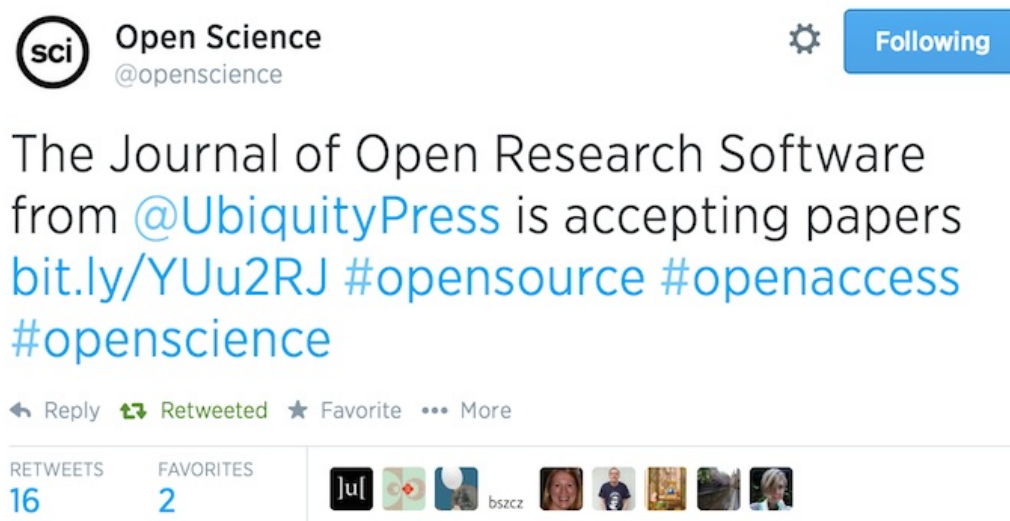 sci
Open Science
@openscience
Following
The Journal of Open Research Software
from @UbiquityPress is accepting papers
bit.ly/YUu2RJ #opensource #openaccess
#openscience
Reply Retweeted Favorite More
RETWEETS FAVORITES
16 2
]u[
bszcz